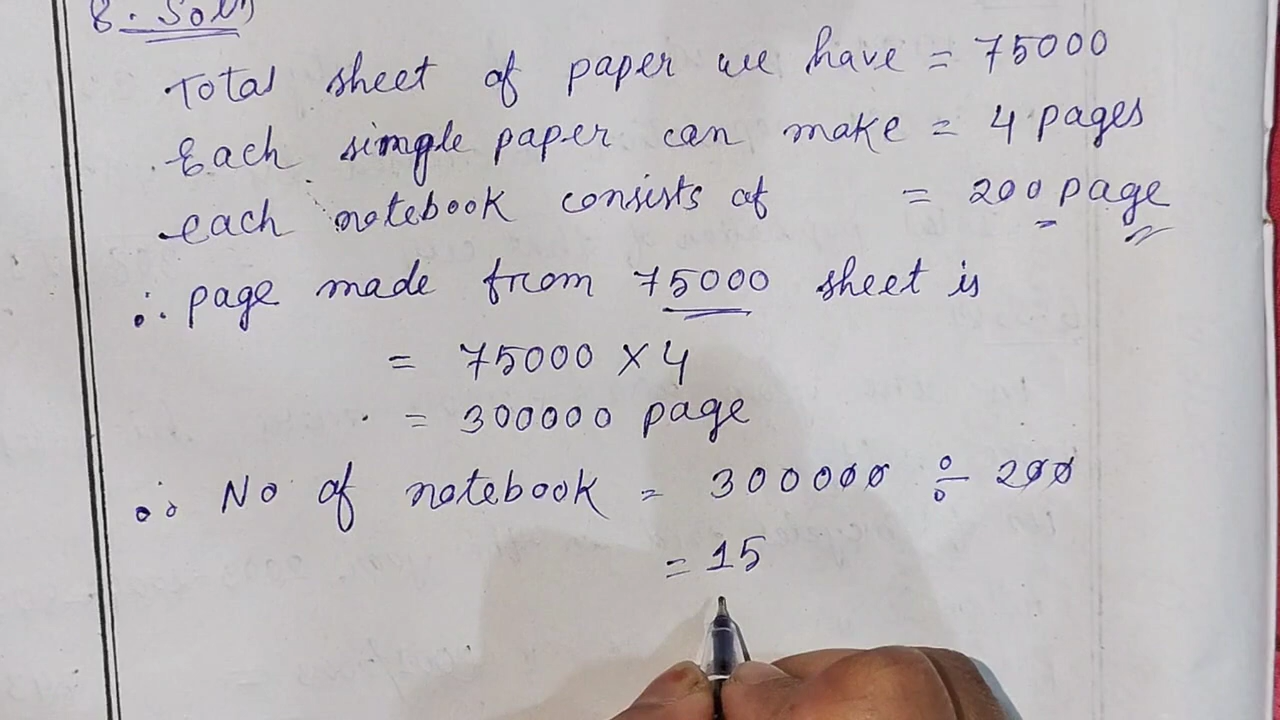 8. Soln
Total sheet of paper we have = 75000
Each simgle paper can make = 4 pages
each notebook consists of = 200 page
∴ page made from 75000 sheet is
= 75000 × 4
= 300000 page
∴ No of notebook = 300000 ÷ 200
= 15